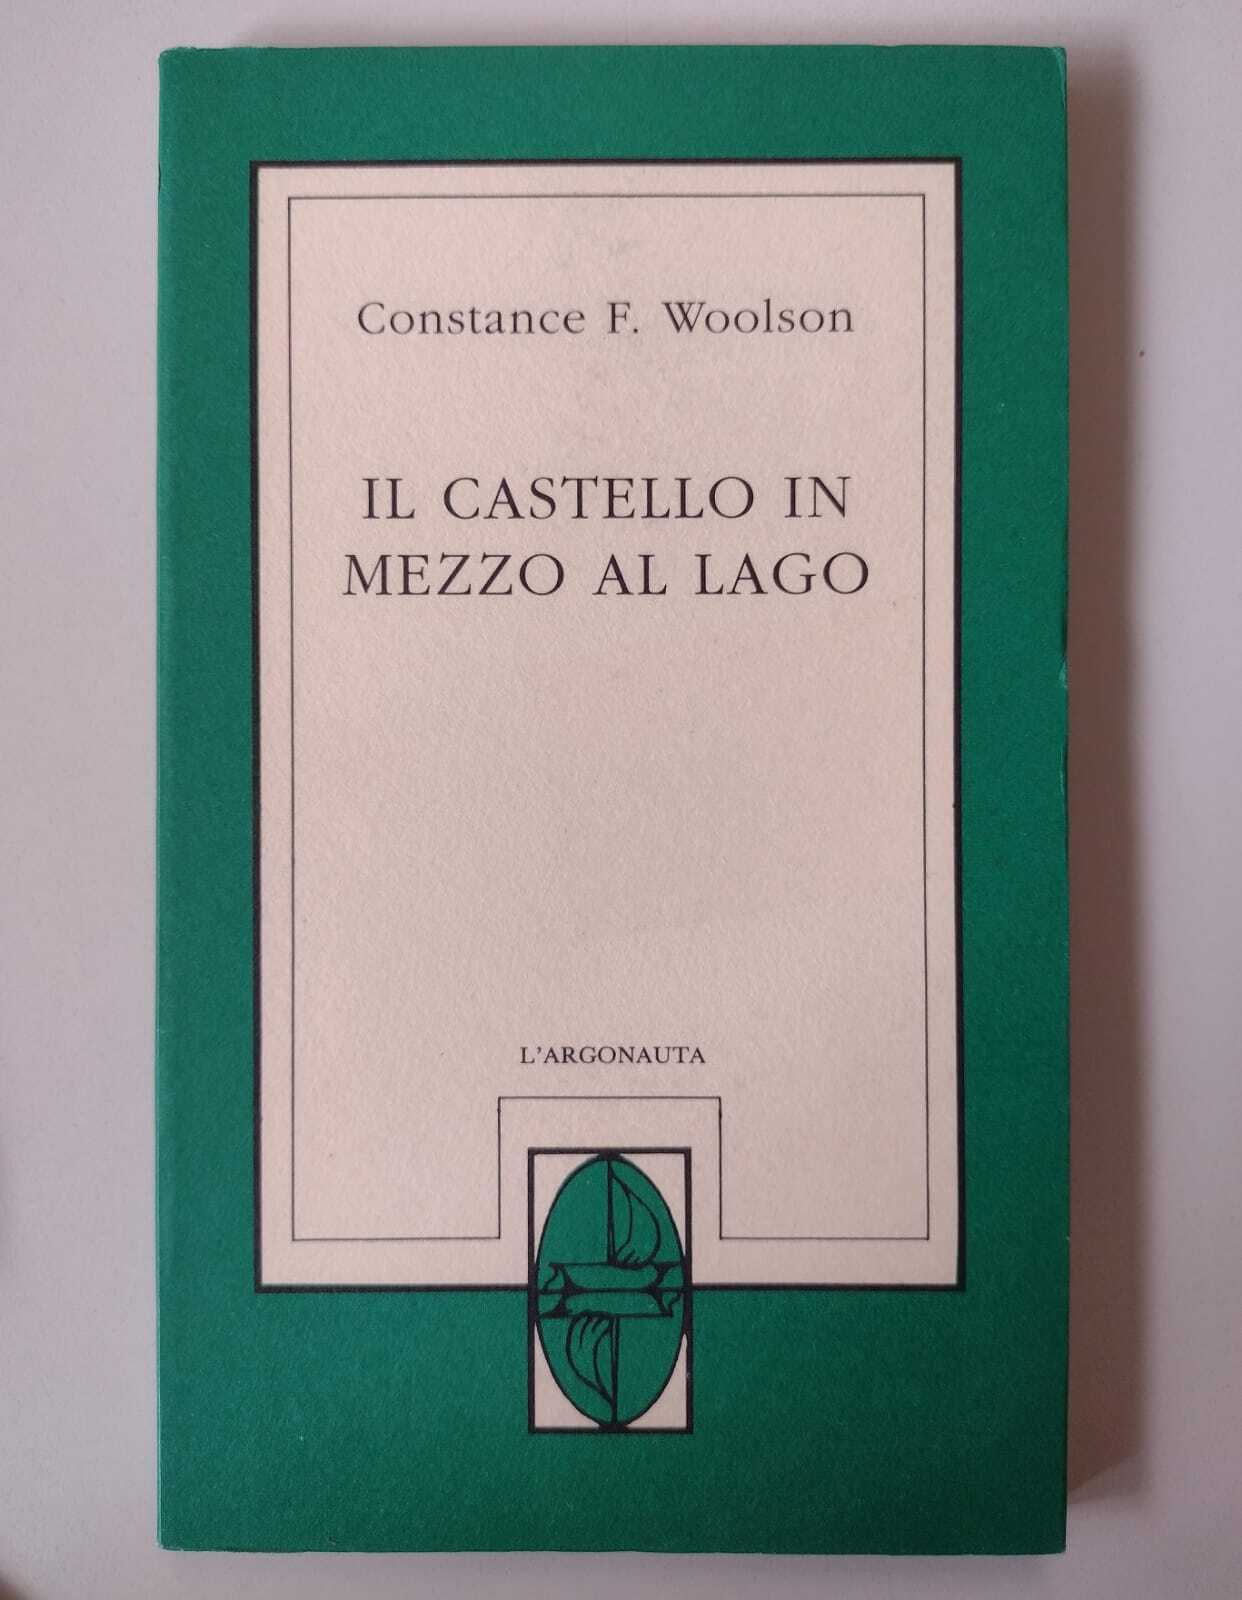 Constance F. Woolson
IL CASTELLO IN
MEZZO AL LAGO
L'ARGONAUTA